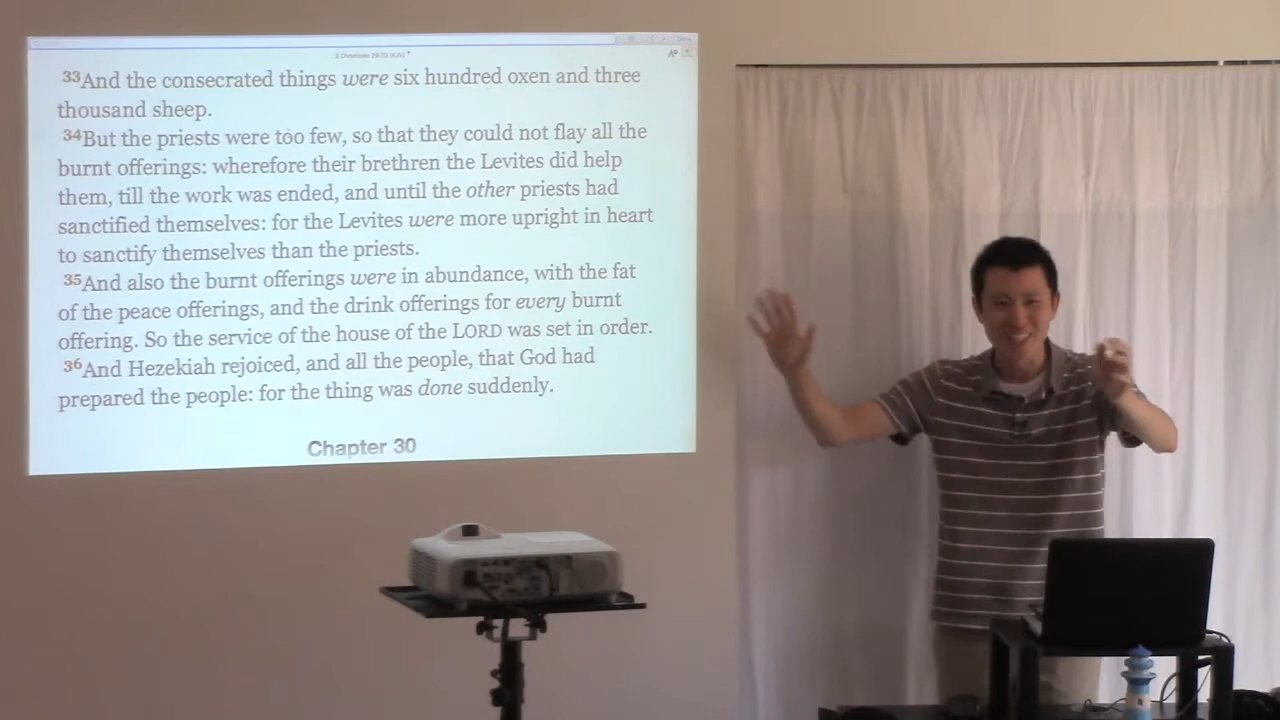 2 Chronicles 29:33 (KJV)
33And the consecrated things were six hundred oxen and three
thousand sheep.
34But the priests were too few, so that they could not flay all the
burnt offerings: wherefore their brethren the Levites did help
them, till the work was ended, and until the other priests had
sanctified themselves: for the Levites were more upright in heart
to sanctify themselves than the priests.
35And also the burnt offerings were in abundance, with the fat
of the peace offerings, and the drink offerings for every burnt
offering. So the service of the house of the LORD was set in order.
36And Hezekiah rejoiced, and all the people, that God had
prepared the people: for the thing was done suddenly.
Chapter 30